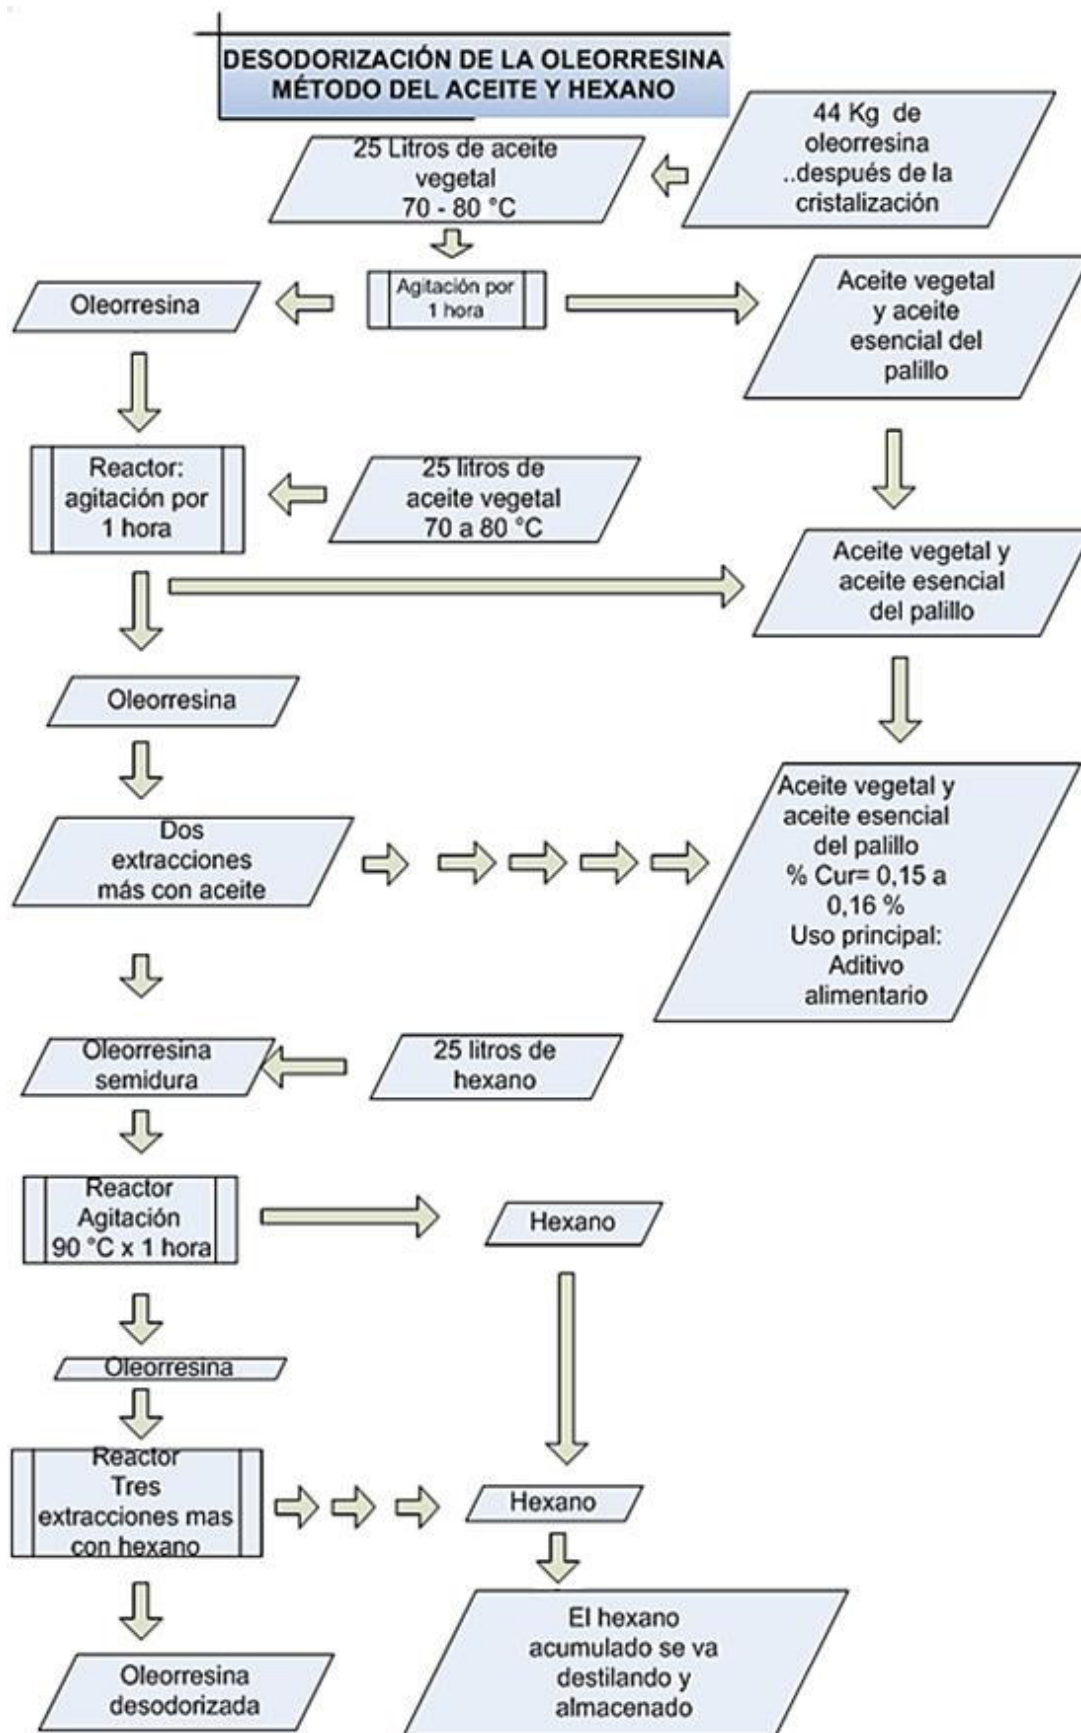 DESODORIZACIÓN DE LA OLEORRESINA
MÉTODO DEL ACEITE Y HEXANO
44 Kg de
oleorresina
..después de la
cristalización
25 Litros de aceite
vegetal
70 - 80 °C
Oleorresina
Agitación por
1 hora
Aceite vegetal
y aceite
esencial del
palillo
Reactor:
agitación por
1 hora
25 litros de
aceite vegetal
70 a 80 °C
Aceite vegetal y
aceite esencial
del palillo
Oleorresina
Dos
extracciones
más con aceite
Aceite vegetal y
aceite esencial
del palillo
% Cur= 0,15 a
0,16 %
Uso principal:
Aditivo
alimentario
Oleorresina
semidura
25 litros de
hexano
Reactor
Agitación
90 °C x 1 hora
Hexano
Oleorresina
Reactor
Tres
extracciones mas
con hexano
Hexano
Oleorresina
desodorizada
El hexano
acumulado se va
destilando y
almacenado